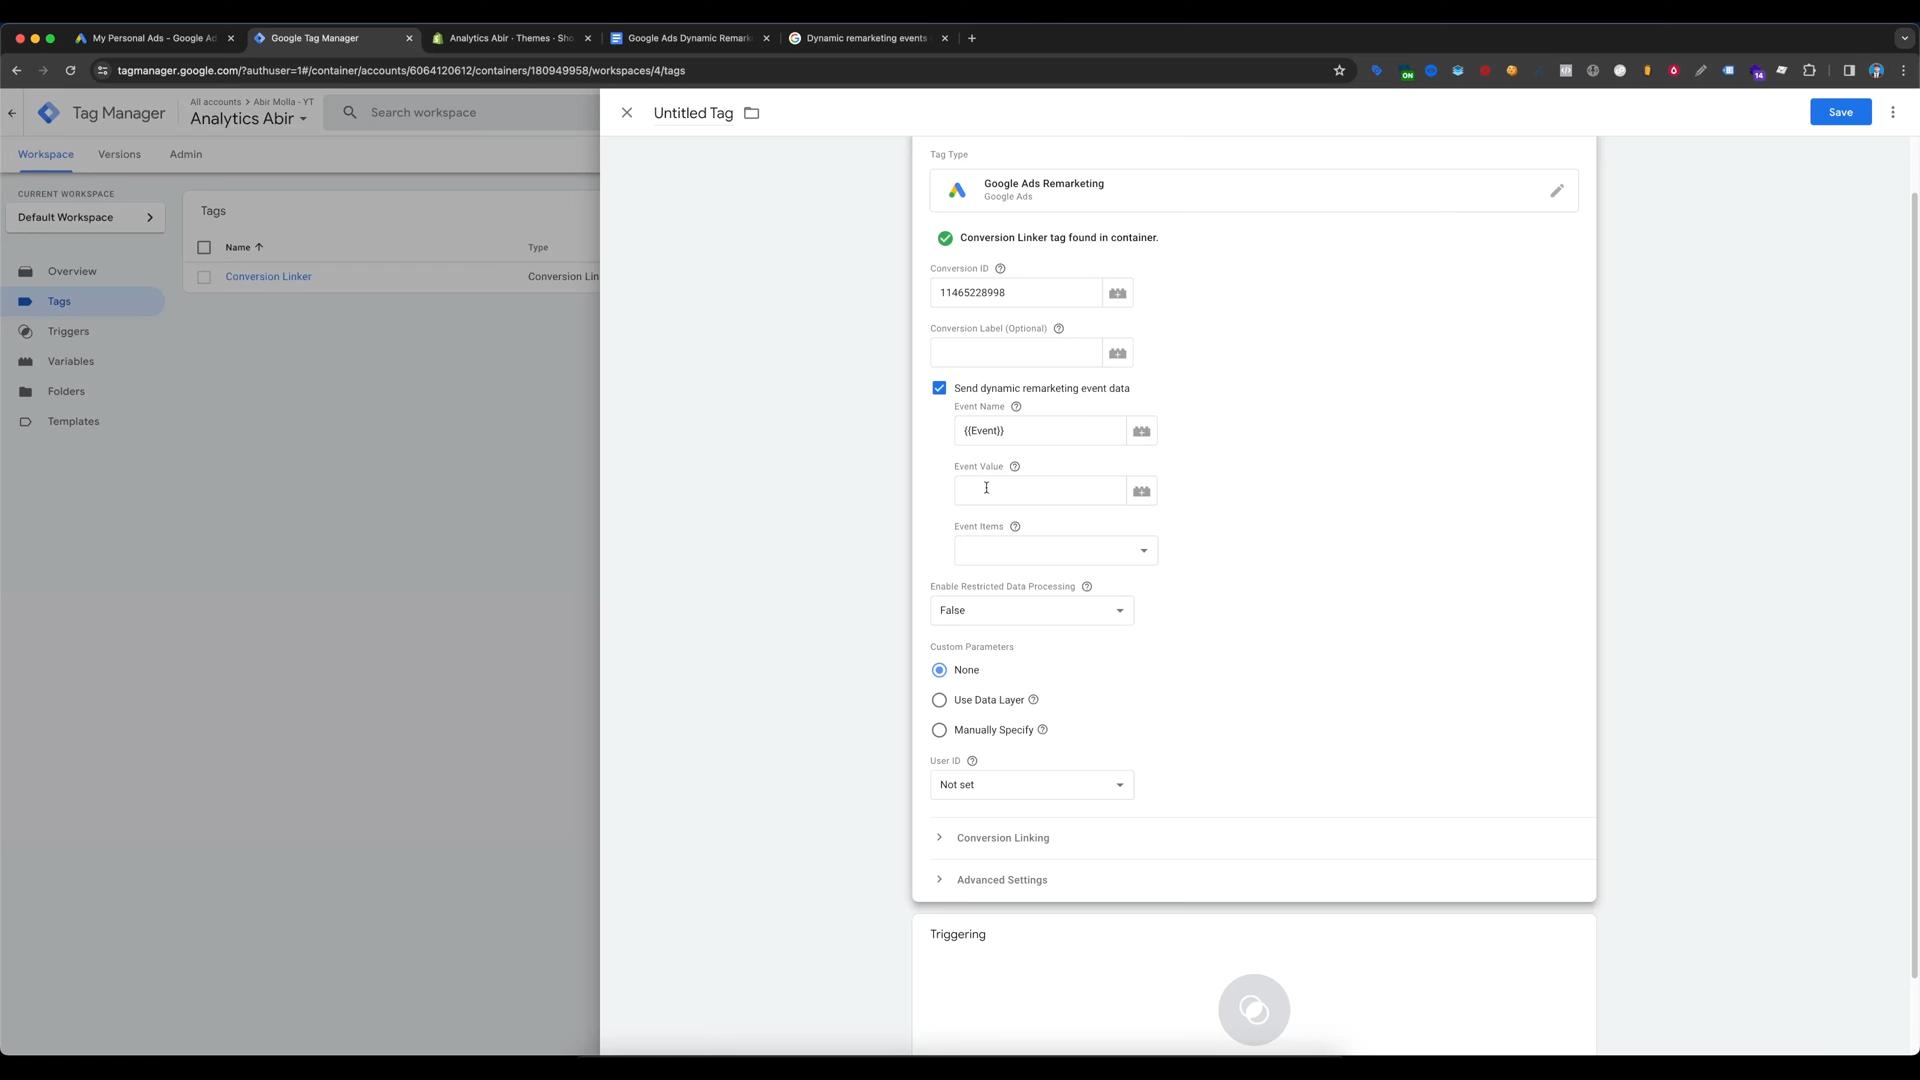 My Personal Ads - Google Ad
Google Tag Manager
Analytics Abir · Themes · Sho
Google Ads Dynamic Remark
Dynamic remarketing events
tagmanager.google.com/?authuser=1#/container/accounts/6064120612/containers/180949958/workspaces/4/tags
ON
14
Tag Manager
All accounts > Abir Molla - YT
Analytics Abir
Search workspace
Untitled Tag
Save
Workspace
Versions
Admin
CURRENT WORKSPACE
Default Workspace
Overview
Tags
Triggers
Variables
Folders
Templates
Tags
Name
Type
Conversion Linker
Conversion Lin
Tag Type
Google Ads Remarketing
Google Ads
Conversion Linker tag found in container.
Conversion ID
11465228998
Conversion Label (Optional)
Send dynamic remarketing event data
Event Name
{{Event}}
Event Value
Event Items
Enable Restricted Data Processing
False
Custom Parameters
None
Use Data Layer
Manually Specify
User ID
Not set
Conversion Linking
Advanced Settings
Triggering